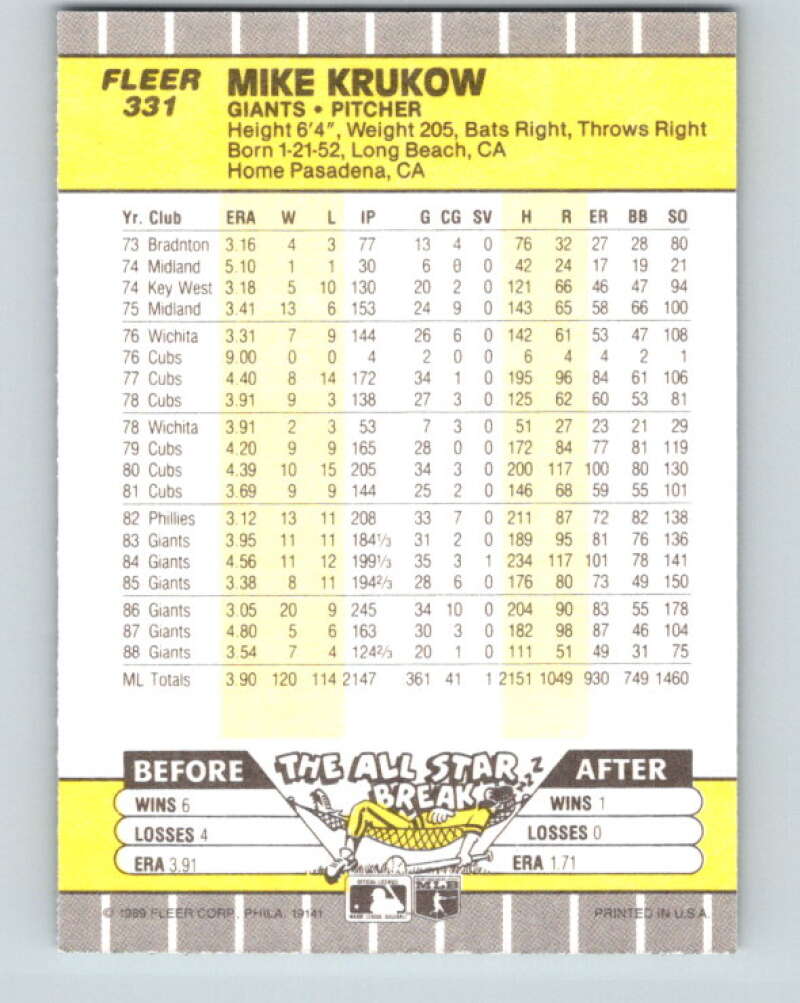 FLEER MIKE KRUKOW
331 GIANTS • PITCHER
Height 6'4", Weight 205, Bats Right, Throws Right
Born 1-21-52, Long Beach, CA
Home Pasadena, CA
Yr. Club ERA W L IP G CG SV H R ER BB SO
73 Bradnton 3.16 4 3 77 13 4 0 76 32 27 28 80
74 Midland 5.10 1 1 30 6 0 0 42 24 17 19 21
74 Key West 3.18 5 10 130 20 2 0 121 66 46 47 94
75 Midland 3.41 13 6 153 24 9 0 143 65 58 66 100
76 Wichita 3.31 7 9 144 26 6 0 142 61 53 47 108
76 Cubs 9.00 0 0 4 2 0 0 6 4 4 2 1
77 Cubs 4.40 8 14 172 34 1 0 195 96 84 61 106
78 Cubs 3.91 9 3 138 27 3 0 125 62 60 53 81
78 Wichita 3.91 2 3 53 7 3 0 51 27 23 21 29
79 Cubs 4.20 9 9 165 28 0 0 172 84 77 81 119
80 Cubs 4.39 10 15 205 34 3 0 200 117 100 80 130
81 Cubs 3.69 9 9 144 25 2 0 146 68 59 55 101
82 Phillies 3.12 13 11 208 33 7 0 211 87 72 82 138
83 Giants 3.95 11 11 184⅓ 31 2 0 189 95 81 76 136
84 Giants 4.56 11 12 199⅓ 35 3 1 234 117 101 78 141
85 Giants 3.38 8 11 194⅔ 28 6 0 176 80 73 49 150
86 Giants 3.05 20 9 245 34 10 0 204 90 83 55 178
87 Giants 4.80 5 6 163 30 3 0 182 98 87 46 104
88 Giants 3.54 7 4 124⅔ 20 1 0 111 51 49 31 75
ML Totals 3.90 120 114 2147 361 41 1 2151 1049 930 749 1460
BEFORE THE ALL STAR BREAK ZZZZ AFTER
WINS 6 WINS 1
LOSSES 4 LOSSES 0
ERA 3.91 ERA 1.71
© 1989 FLEER CORP., PHILA. 19141 MAJOR LEAGUE BASEBALL MLB PRINTED IN U.S.A.